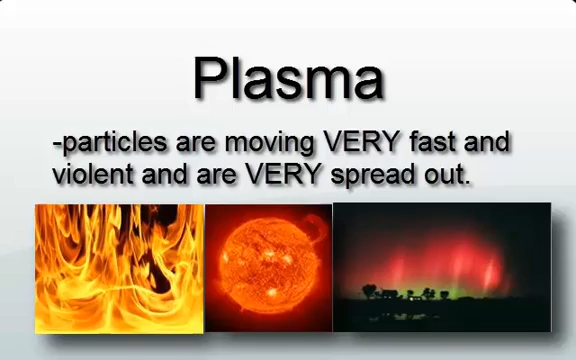 Plasma
-particles are moving VERY fast and
violent and are VERY spread out.